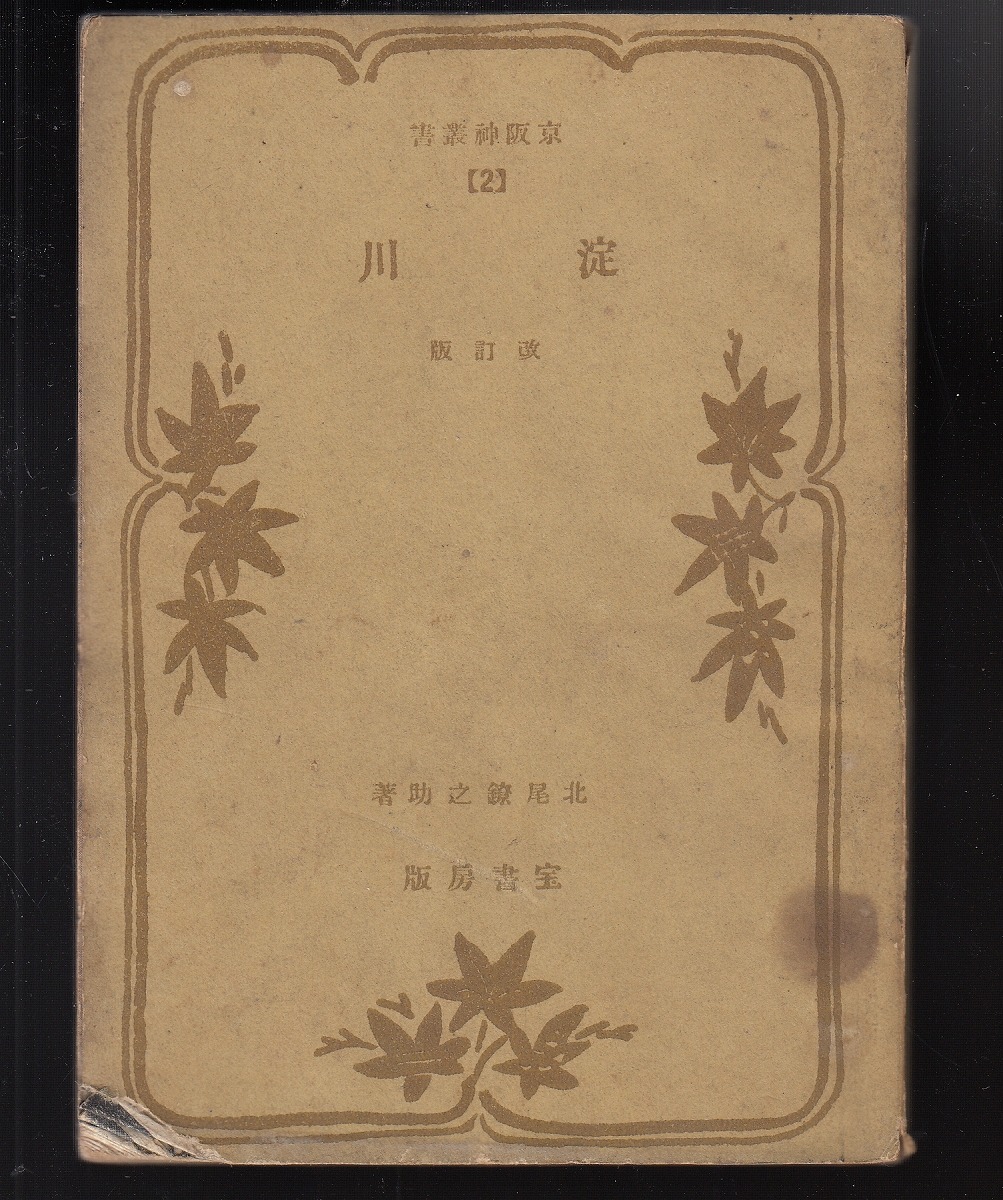 京阪神叢書
【2】
淀川
改訂版
北尾鐐之助著
宝書房版